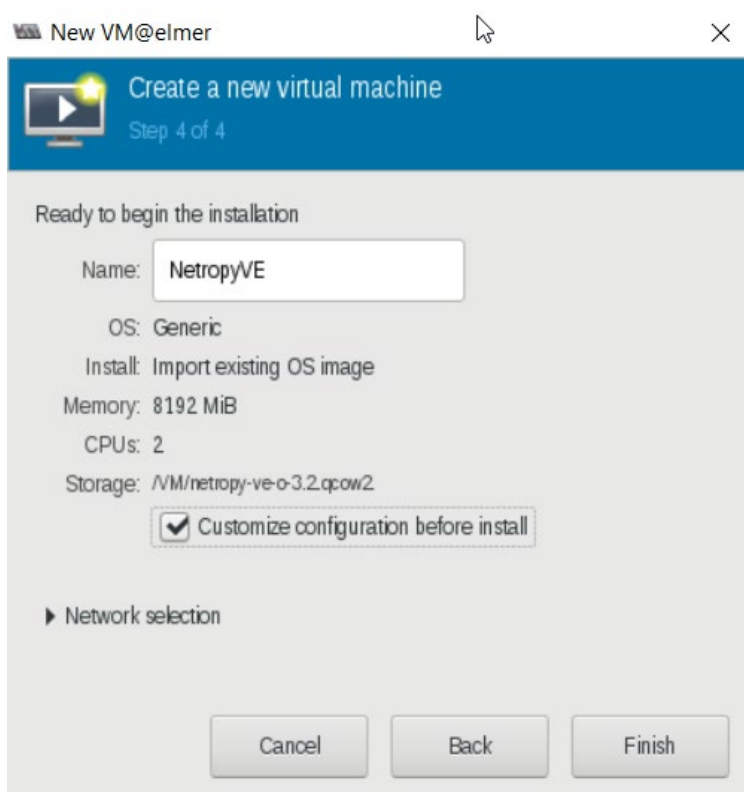 New VM@elmer
Create a new virtual machine
Step 4 of 4
Ready to begin the installation
Name: NetropyVE
OS: Generic
Install: Import existing OS image
Memory: 8192 MiB
CPUs: 2
Storage: /VM/netropy-ve-o-3.2.qcow2
Customize configuration before install
Network selection
Cancel Back Finish